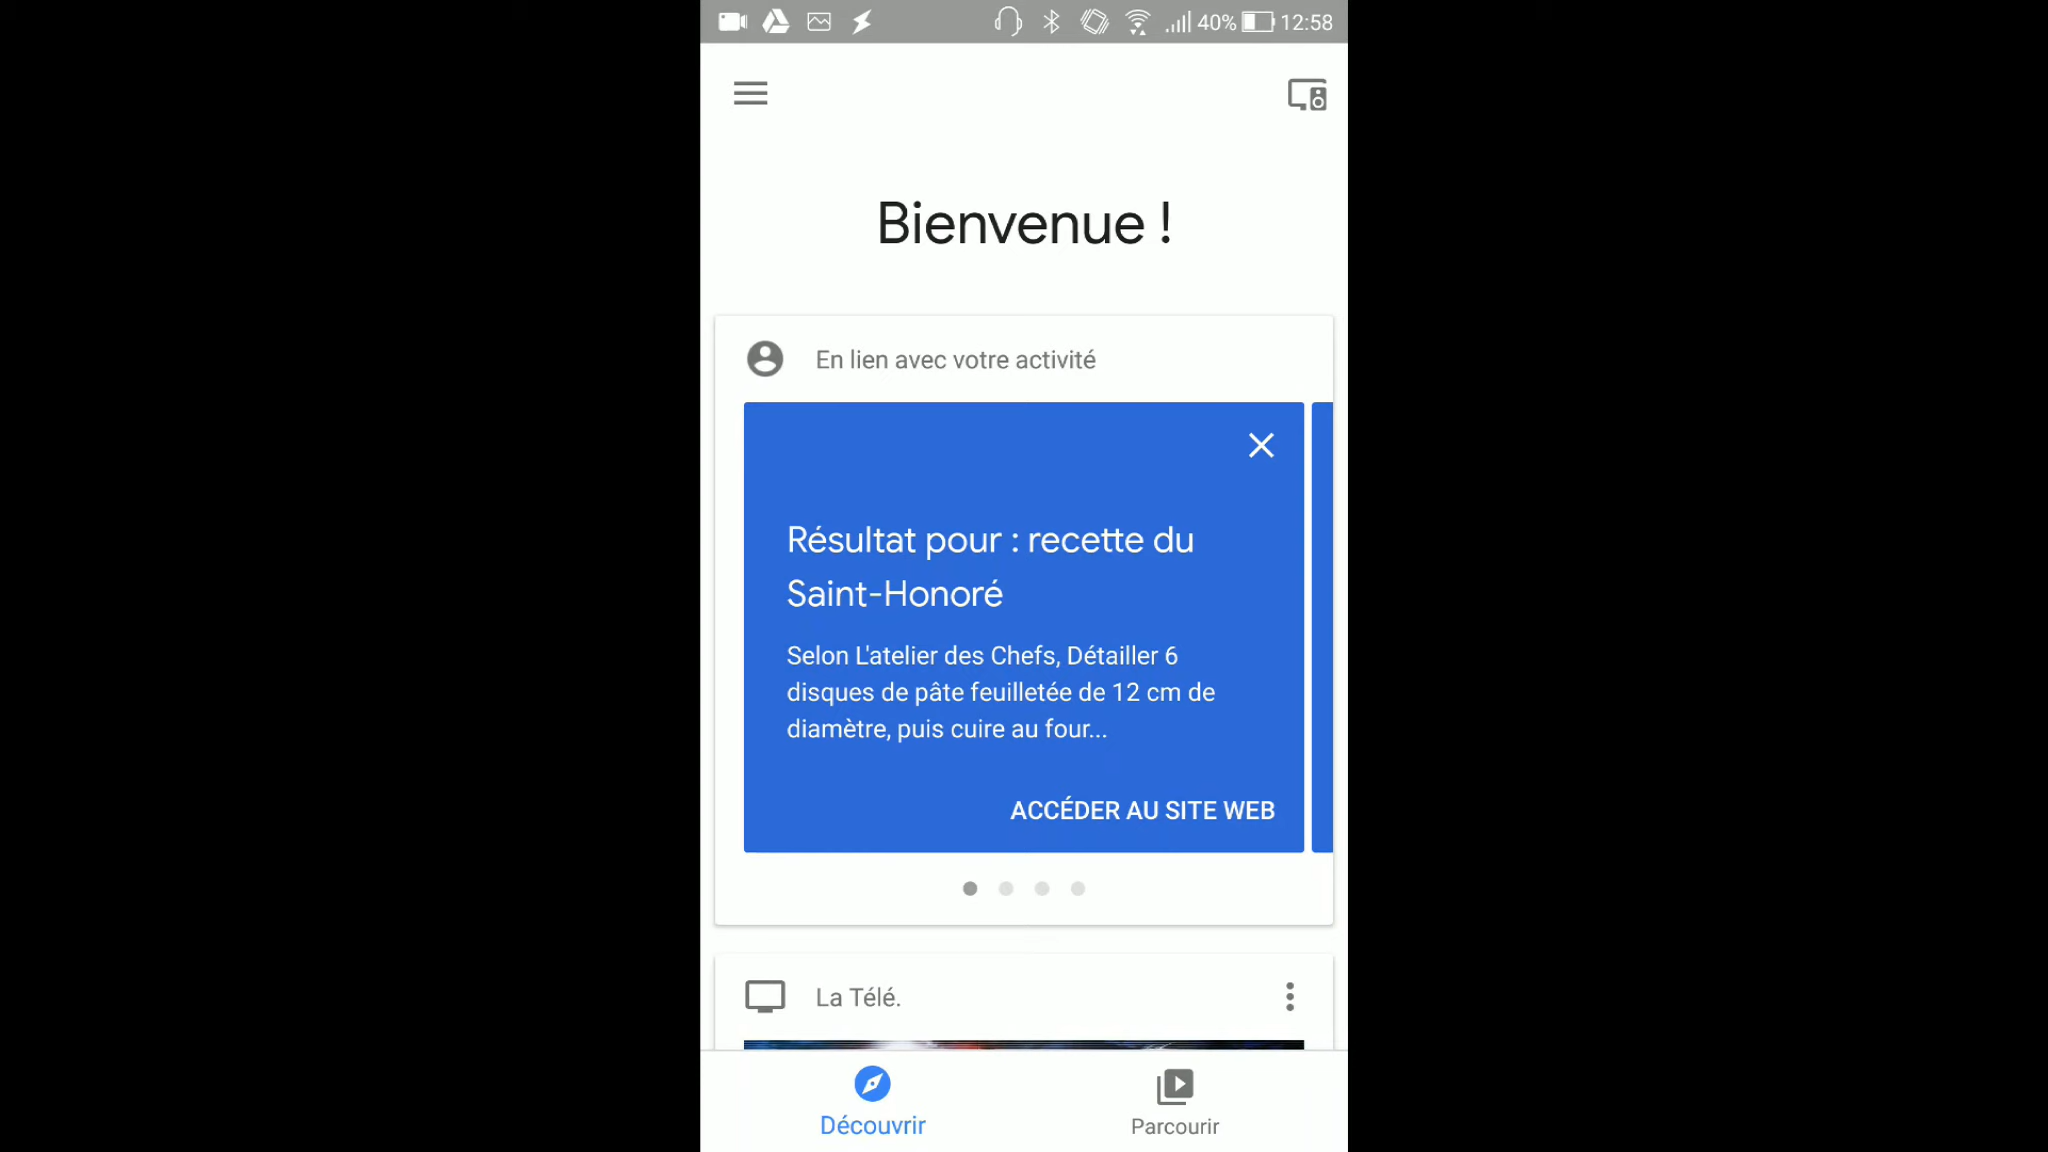 40% 12:58
Bienvenue !
En lien avec votre activité
Résultat pour : recette du
Saint-Honoré
Selon L'atelier des Chefs, Détailler 6
disques de pâte feuilletée de 12 cm de
diamètre, puis cuire au four...
ACCÉDER AU SITE WEB
La Télé.
Découvrir
Parcourir